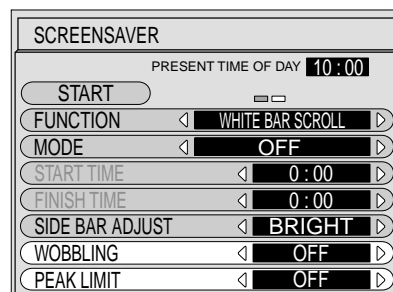 SCREENSAVER
PRESENT TIME OF DAY 10 : 00
START
FUNCTION WHITE BAR SCROLL
MODE OFF
START TIME 0 : 00
FINISH TIME 0 : 00
SIDE BAR ADJUST BRIGHT
WOBBLING OFF
PEAK LIMIT OFF